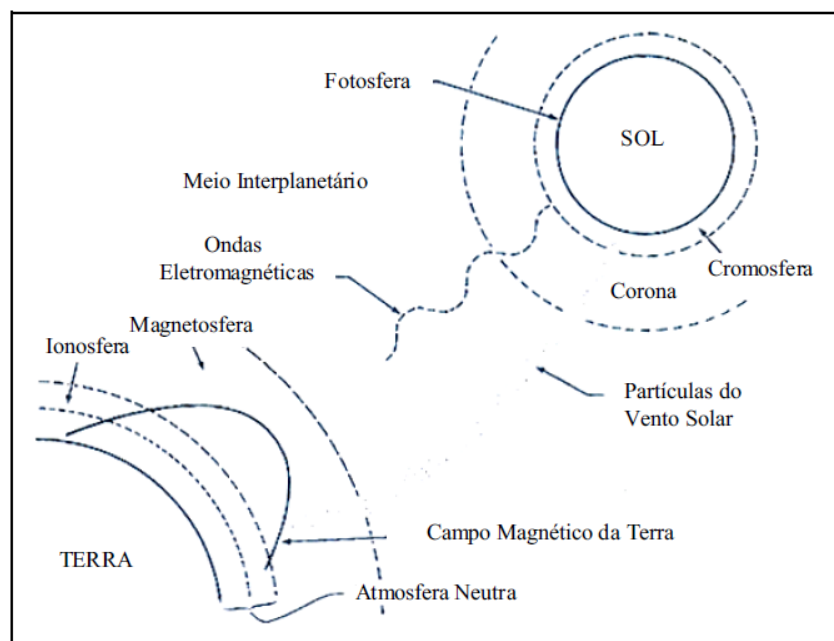 Fotosfera
SOL
Meio Interplanetário
Ondas
Eletromagnéticas
Cromosfera
Corona
Magnetosfera
Ionosfera
Partículas do
Vento Solar
Campo Magnético da Terra
TERRA
Atmosfera Neutra